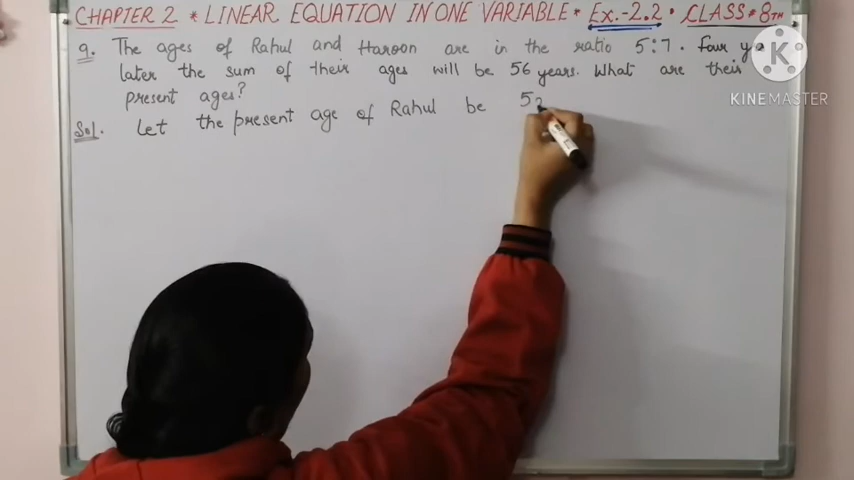 CHAPTER 2 * LINEAR EQUATION IN ONE VARIABLE * Ex.-2.2 * CLASS * 8TH
9. The ages of Rahul and Haroon are in the ratio 5:7. Four
later the sum of their ages will be 56 years. What are their
present ages?
Sol. Let the present age of Rahul be 5
K
KINEMASTER